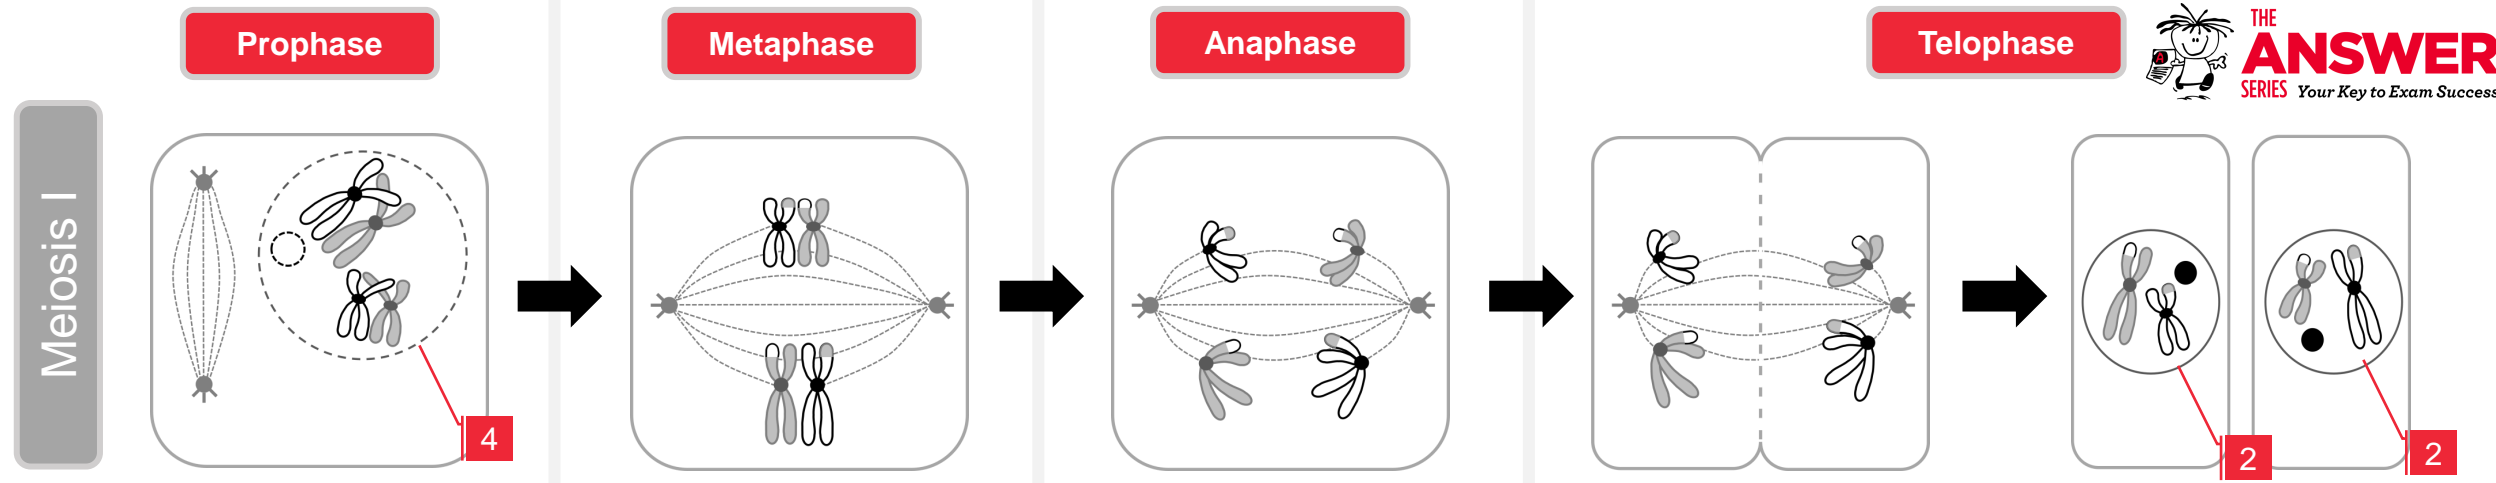 Prophase
Metaphase
Anaphase
Telophase
THE
ANSWER
SERIES Your Key to Exam Success
Meiosis I
4
2
2